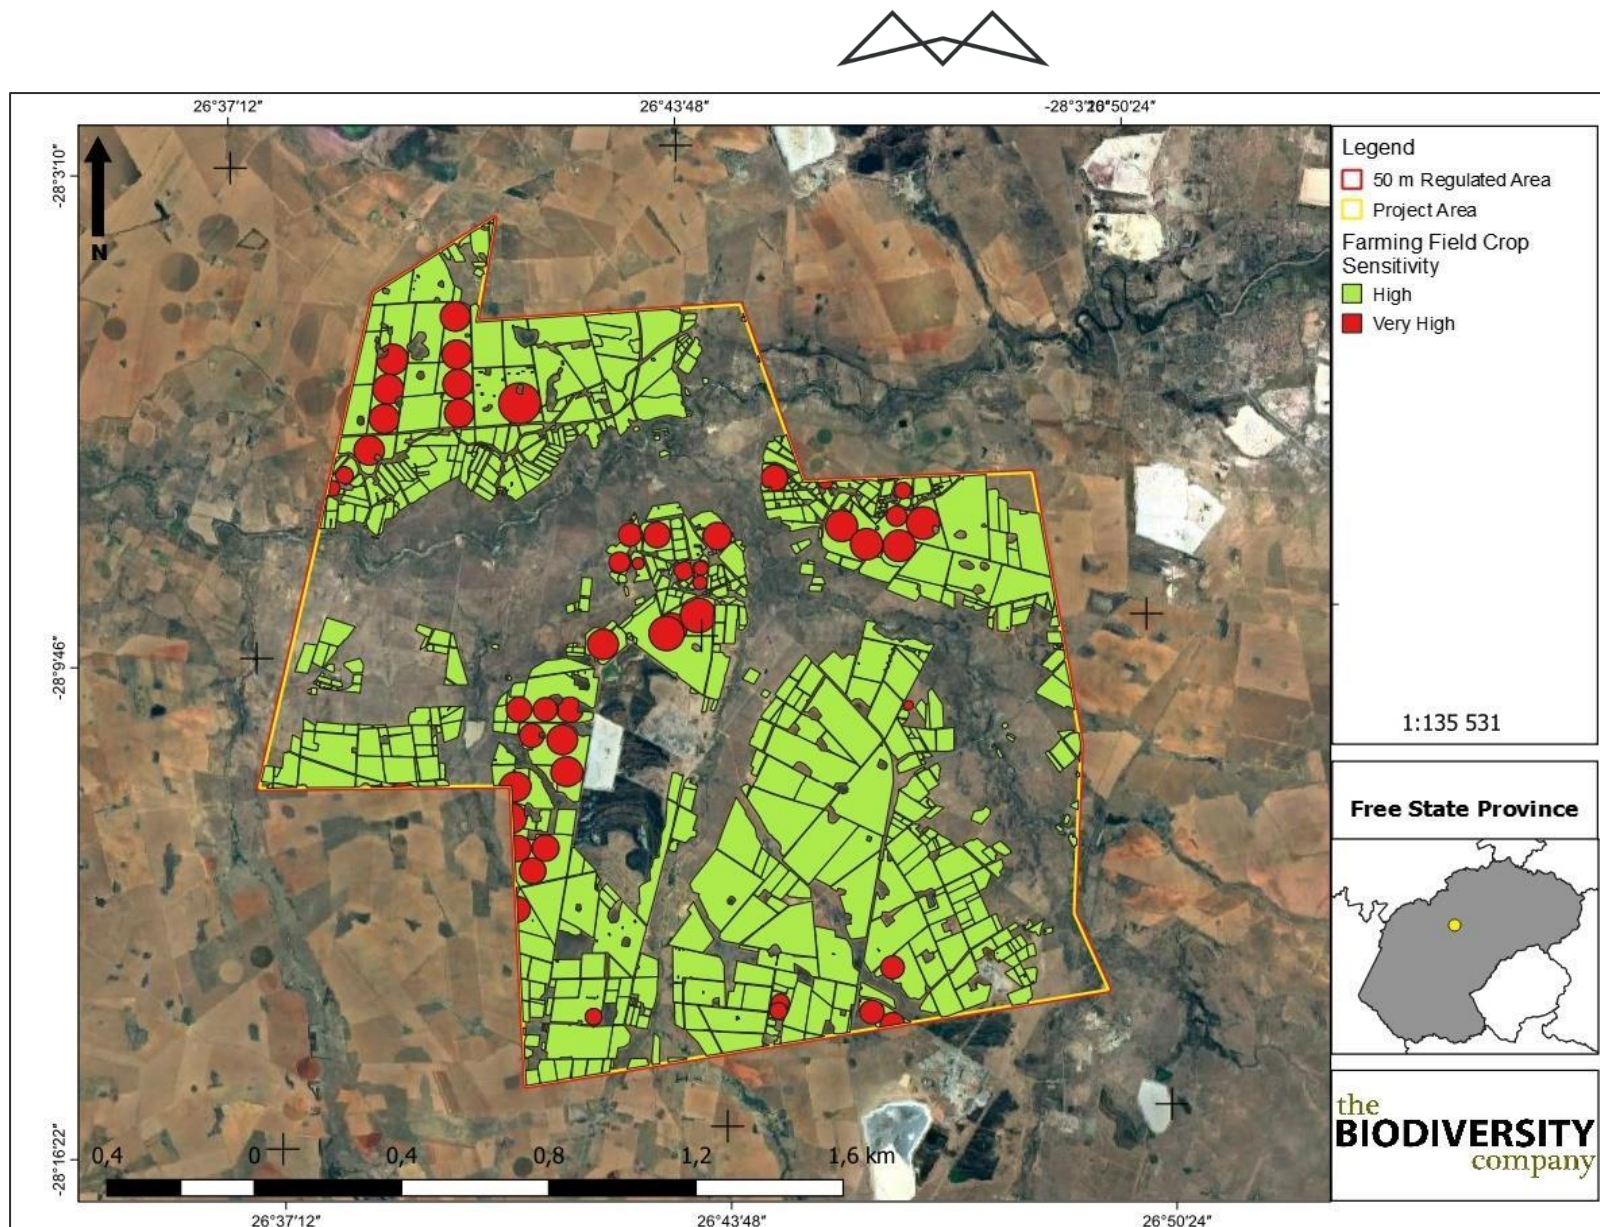 26°37'12"
26°43'48"
26°50'24"
-28°3'10"
N
-28°9'46"
-28°16'22"
Legend
50 m Regulated Area
Project Area
Farming Field Crop
Sensitivity
High
Very High
1:135 531
Free State Province
the
BIODIVERSITY
company
0,4 0 0,4 0,8 1,2 1,6 km
26°37'12"
26°43'48"
26°50'24"